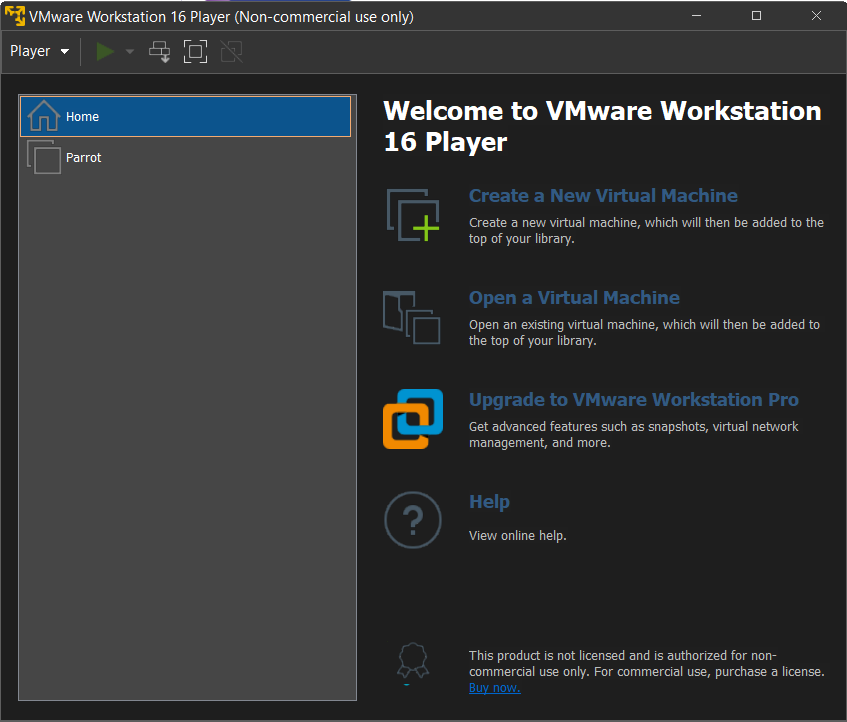 VMware Workstation 16 Player (Non-commercial use only)
Player
Home
Parrot
Welcome to VMware Workstation
16 Player
Create a New Virtual Machine
Create a new virtual machine, which will then be added to the
top of your library.
Open a Virtual Machine
Open an existing virtual machine, which will then be added to
the top of your library.
Upgrade to VMware Workstation Pro
Get advanced features such as snapshots, virtual network
management, and more.
Help
View online help.
This product is not licensed and is authorized for non-
commercial use only. For commercial use, purchase a license.
Buy now.